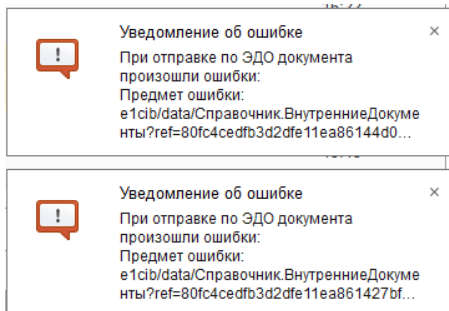 Уведомление об ошибке
При отправке по ЭДО документа
произошли ошибки:
Предмет ошибки:
e1cib/data/Справочник.ВнутренниеДокуме
нты?ref=80fc4cedfb3d2dfe11ea86144d0...
Уведомление об ошибке
При отправке по ЭДО документа
произошли ошибки:
Предмет ошибки:
e1cib/data/Справочник.ВнутренниеДокуме
нты?ref=80fc4cedfb3d2dfe11ea861427bf...